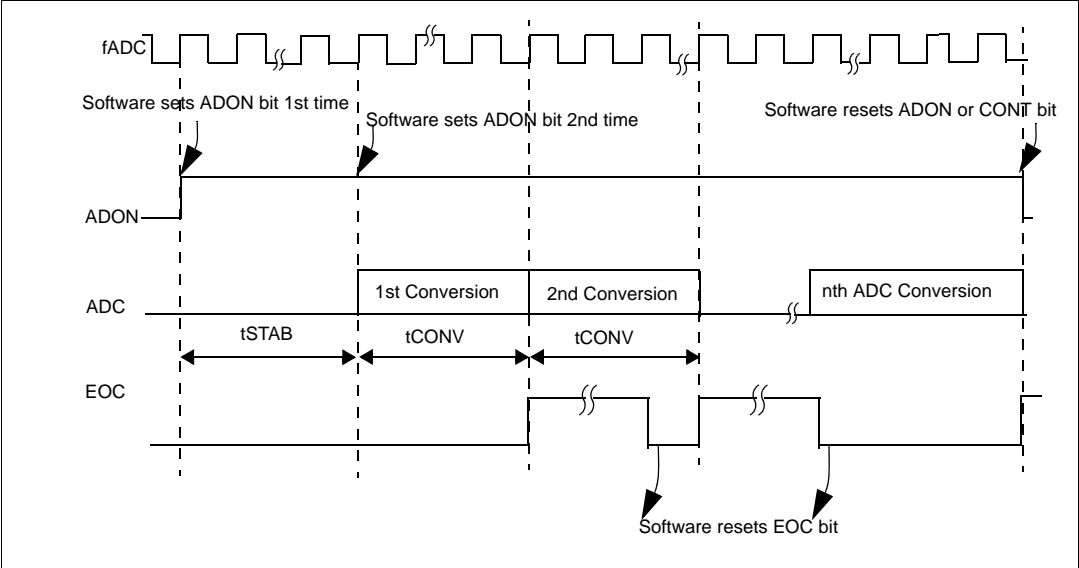 fADC
Software sets ADON bit 1st time
Software sets ADON bit 2nd time
Software resets ADON or CONT bit
ADON
ADC
1st Conversion
2nd Conversion
nth ADC Conversion
tSTAB
tCONV
tCONV
EOC
Software resets EOC bit